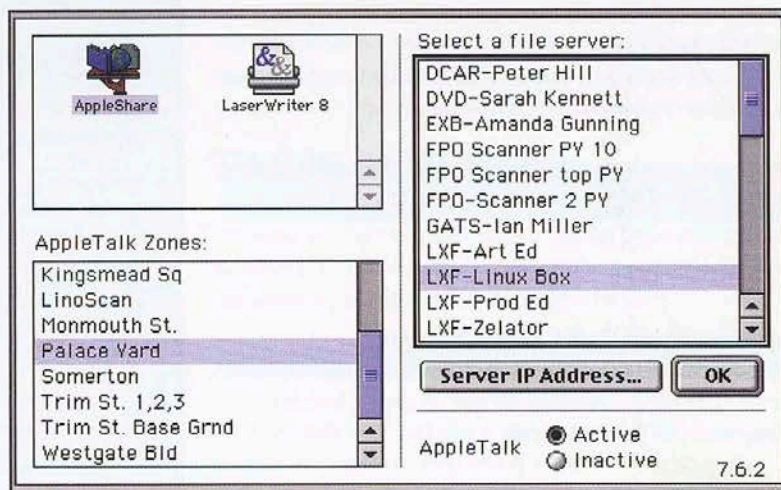 AppleShare
LaserWriter 8
AppleTalk Zones:
Kingsmead Sq
LinoScan
Monmouth St.
Palace Yard
Somerton
Trim St. 1,2,3
Trim St. Base Grnd
Westgate Bld
Select a file server:
DCAR-Peter Hill
DVD-Sarah Kennett
EXB-Amanda Gunning
FPO Scanner PY 10
FPO Scanner top PY
FPO-Scanner 2 PY
GATS-Ian Miller
LXF-Art Ed
LXF-Linux Box
LXF-Prod Ed
LXF-Zelator
Server IP Address...
OK
AppleTalk
Active
Inactive
7.6.2